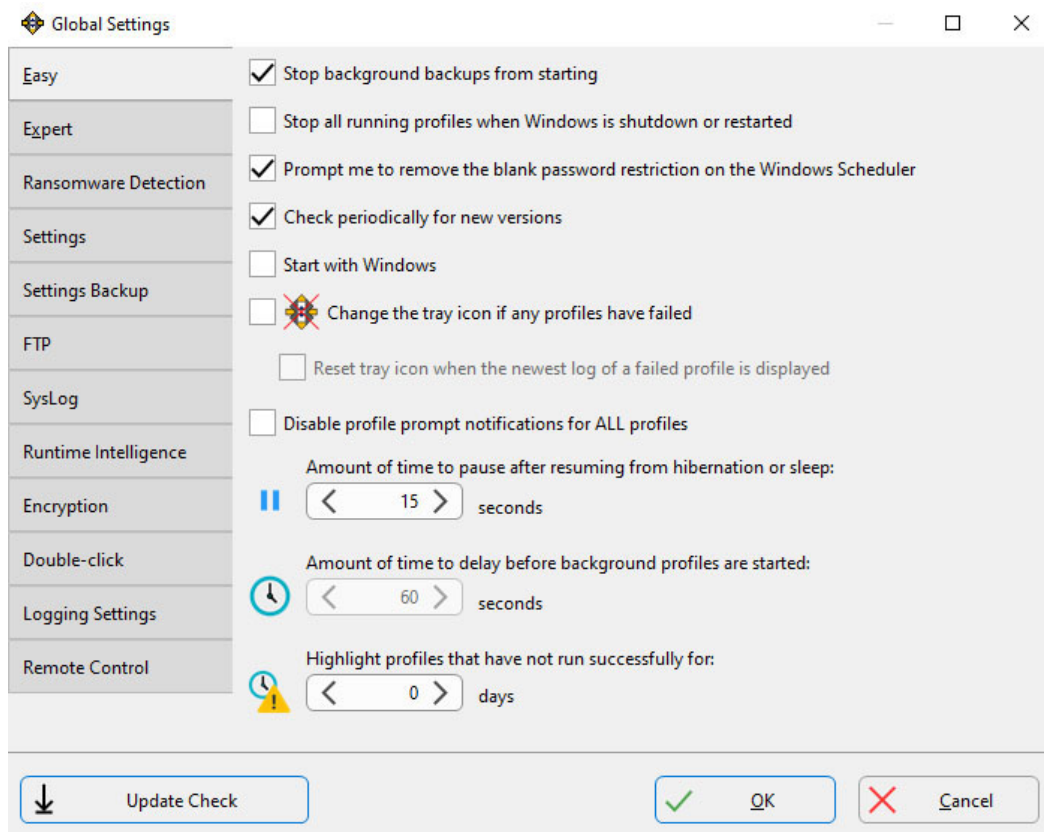 Global Settings
Easy
Expert
Ransomware Detection
Settings
Settings Backup
FTP
SysLog
Runtime Intelligence
Encryption
Double-click
Logging Settings
Remote Control
Stop background backups from starting
Stop all running profiles when Windows is shutdown or restarted
Prompt me to remove the blank password restriction on the Windows Scheduler
Check periodically for new versions
Start with Windows
Change the tray icon if any profiles have failed
Reset tray icon when the newest log of a failed profile is displayed
Disable profile prompt notifications for ALL profiles
Amount of time to pause after resuming from hibernation or sleep:
15 seconds
Amount of time to delay before background profiles are started:
60 seconds
Highlight profiles that have not run successfully for:
0 days
Update Check
OK
Cancel